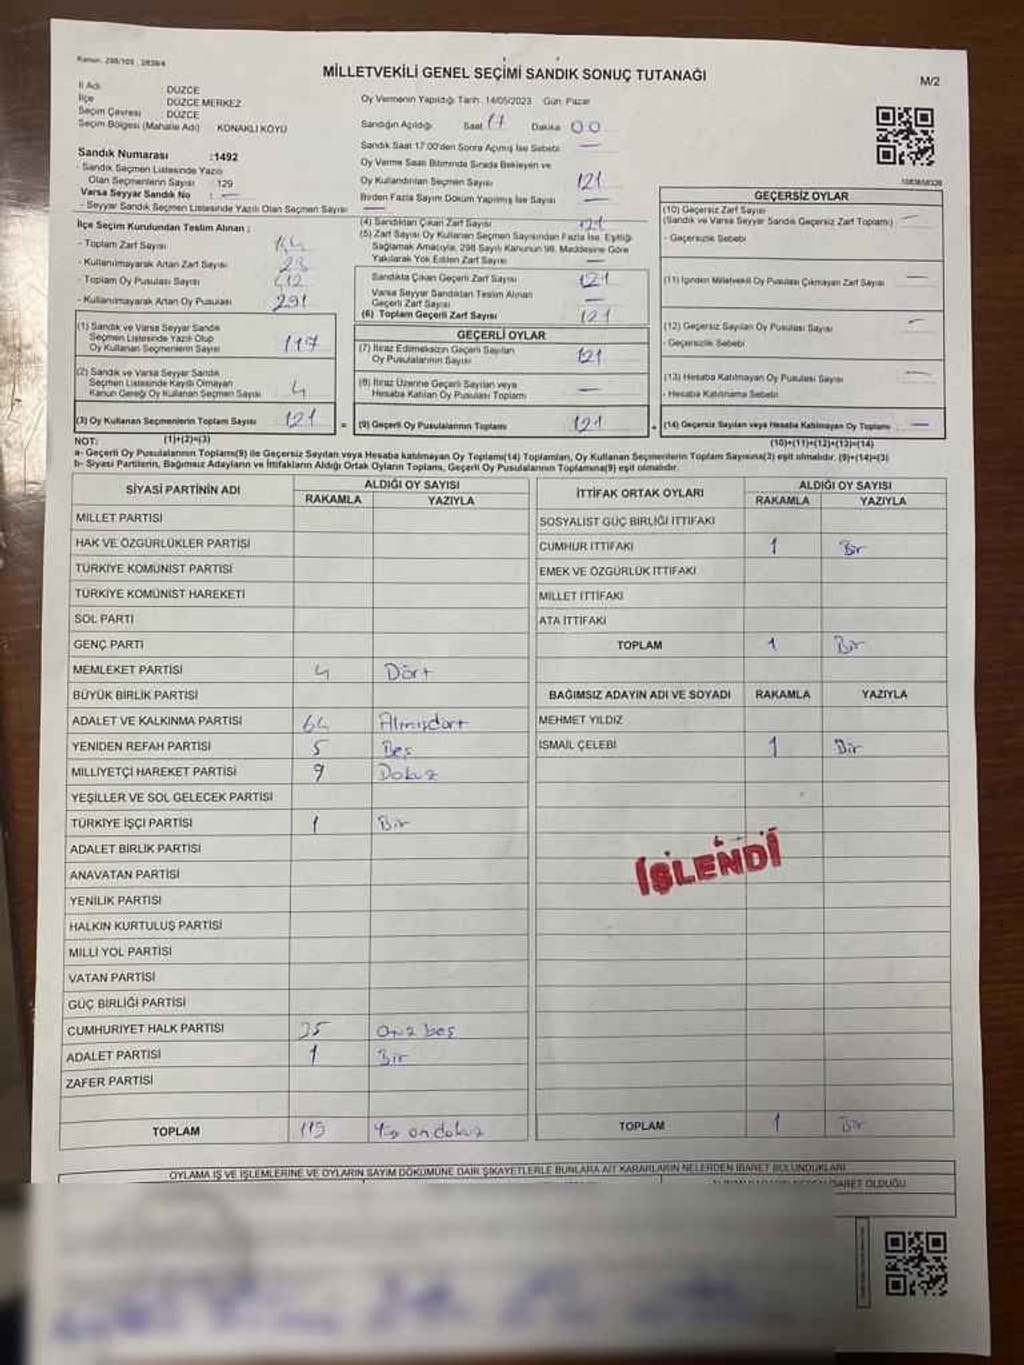 Kanun: 298/105 , 2839/4
MİLLETVEKİLİ GENEL SEÇİMİ SANDIK SONUÇ TUTANAĞI
M/2
İl Adı : DÜZCE
İlçe DÜZCE MERKEZ
Seçim Çevresi : DÜZCE
Seçim Bölgesi (Mahalle Adı) KONAKLI KÖYÜ
Sandık Numarası :1492
- Sandık Seçmen Listesinde Yazılı
Olan Seçmenlerin Sayısı 129
Varsa Seyyar Sandık No : —
- Seyyar Sandık Seçmen Listesinde Yazılı Olan Seçmen Sayısı —
İlçe Seçim Kurulundan Teslim Alınan :
- Toplam Zarf Sayısı
- Kullanılmayarak Artan Zarf Sayısı 23
- Toplam Oy Pusulası Sayısı 412
- Kullanılmayarak Artan Oy Pusulası 291
(1) Sandık ve Varsa Seyyar Sandık
Seçmen Listesinde Yazılı Olup
Oy Kullanan Seçmenlerin Sayısı 117
(2) Sandık ve Varsa Seyyar Sandık
Seçmen Listesinde Kayıtlı Olmayan
Kanun Gereği Oy Kullanan Seçmen Sayısı 4
(3) Oy Kullanan Seçmenlerin Toplam Sayısı 121
(1)+(2)=(3)
Oy Vermenin Yapıldığı Tarih: 14/05/2023 Gün: Pazar
Sandığın Açıldığı Saat 17 Dakika 00
Sandık Saat 17:00'den Sonra Açılmış İse Sebebi —
Oy Verme Saati Bitiminde Sırada Bekleyen ve
Oy Kullandırılan Seçmen Sayısı 121
Birden Fazla Sayım Döküm Yapılmış İse Sayısı —
(4) Sandıktan Çıkan Zarf Sayısı 121
(5) Zarf Sayısı Oy Kullanan Seçmen Sayısından Fazla İse, Eşitliği
Sağlamak Amacıyla, 298 Sayılı Kanunun 98. Maddesine Göre
Yakılarak Yok Edilen Zarf Sayısı —
Sandıkta Çıkan Geçerli Zarf Sayısı 121
Varsa Seyyar Sandıktan Teslim Alınan
Geçerli Zarf Sayısı —
(6) Toplam Geçerli Zarf Sayısı 121
GEÇERLİ OYLAR
(7) İtiraz Edilmeksizin Geçerli Sayılan
Oy Pusulalarının Sayısı 121
(8) İtiraz Üzerine Geçerli Sayılan veya
Hesaba Katılan Oy Pusulası Toplamı —
= (9) Geçerli Oy Pusulalarının Toplamı 121
1083658328
GEÇERSİZ OYLAR
(10) Geçersiz Zarf Sayısı
(Sandık ve Varsa Seyyar Sandık Geçersiz Zarf Toplamı) —
- Geçersizlik Sebebi
(11) İçinden Milletvekili Oy Pusulası Çıkmayan Zarf Sayısı —
(12) Geçersiz Sayılan Oy Pusulası Sayısı —
- Geçersizlik Sebebi
(13) Hesaba Katılmayan Oy Pusulası Sayısı —
- Hesaba Katılmama Sebebi
+ (14) Geçersiz Sayılan veya Hesaba Katılmayan Oy Toplamı —
(10)+(11)+(12)+(13)=(14)
NOT:
a- Geçerli Oy Pusulalarının Toplamı(9) ile Geçersiz Sayılan veya Hesaba katılmayan Oy Toplamı(14) Toplamları, Oy Kullanan Seçmenlerin Toplam Sayısına(3) eşit olmalıdır. (9)+(14)=(3)
b- Siyasi Partilerin, Bağımsız Adayların ve İttifakların Aldığı Ortak Oyların Toplamı, Geçerli Oy Pusulalarının Toplamına(9) eşit olmalıdır.
SİYASİ PARTİNİN ADI ALDIĞI OY SAYISI
RAKAMLA YAZIYLA
MİLLET PARTİSİ
HAK VE ÖZGÜRLÜKLER PARTİSİ
TÜRKİYE KOMÜNİST PARTİSİ
TÜRKİYE KOMÜNİST HAREKETİ
SOL PARTİ
GENÇ PARTİ
MEMLEKET PARTİSİ 4 Dört
BÜYÜK BİRLİK PARTİSİ
ADALET VE KALKINMA PARTİSİ 64 Altmışdört
YENİDEN REFAH PARTİSİ 5 Beş
MİLLİYETÇİ HAREKET PARTİSİ 9 Dokuz
YEŞİLLER VE SOL GELECEK PARTİSİ
TÜRKİYE İŞÇİ PARTİSİ 1 Bir
ADALET BİRLİK PARTİSİ
ANAVATAN PARTİSİ
YENİLİK PARTİSİ
HALKIN KURTULUŞ PARTİSİ
MİLLİ YOL PARTİSİ
VATAN PARTİSİ
GÜÇ BİRLİĞİ PARTİSİ
CUMHURİYET HALK PARTİSİ 35 Otuz beş
ADALET PARTİSİ 1 Bir
ZAFER PARTİSİ
TOPLAM 119 Yüz on dokuz
İTTİFAK ORTAK OYLARI ALDIĞI OY SAYISI
RAKAMLA YAZIYLA
SOSYALİST GÜÇ BİRLİĞİ İTTİFAKI
CUMHUR İTTİFAKI 1 Bir
EMEK VE ÖZGÜRLÜK İTTİFAKI
MİLLET İTTİFAKI
ATA İTTİFAKI
TOPLAM 1 Bir
BAĞIMSIZ ADAYIN ADI VE SOYADI RAKAMLA YAZIYLA
MEHMET YILDIZ
İSMAİL ÇELEBİ 1 Bir
İŞLENDİ
TOPLAM 1 Bir
OYLAMA İŞ VE İŞLEMLERİNE VE OYLARIN SAYIM DÖKÜMÜNE DAİR ŞİKAYETLERLE BUNLARA AİT KARARLARIN NELERDEN İBARET BULUNDUKLARI
İBARET OLDUĞU